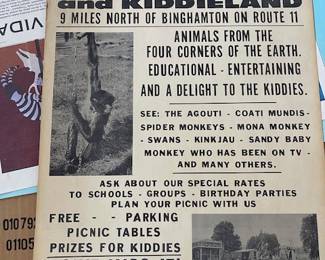 VIDA
and KIDDIELAND
9 MILES NORTH OF BINGHAMTON ON ROUTE 11
ANIMALS FROM THE
FOUR CORNERS OF THE EARTH.
EDUCATIONAL - ENTERTAINING
AND A DELIGHT TO THE KIDDIES.
SEE: THE AGOUTI - COATI MUNDIS-
SPIDER MONKEYS - MONA MONKEY
- SWANS - KINKJAU - SANDY BABY
MONKEY WHO HAS BEEN ON TV -
AND MANY OTHERS.
ASK ABOUT OUR SPECIAL RATES
TO SCHOOLS - GROUPS - BIRTHDAY PARTIES
PLAN YOUR PICNIC WITH US
FREE - - PARKING
PICNIC TABLES
PRIZES FOR KIDDIES
010 792
01105